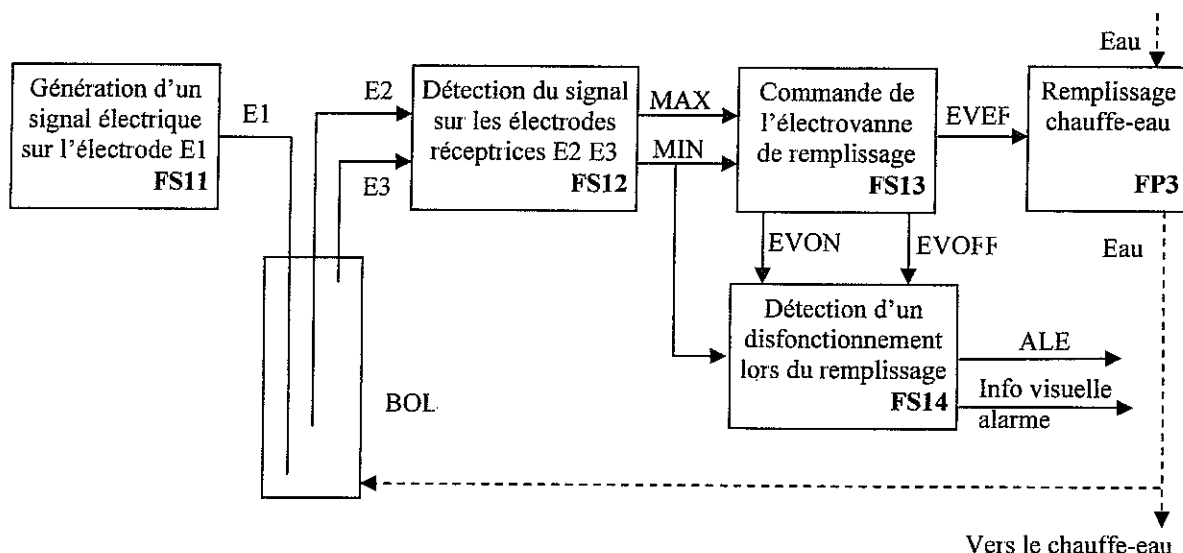 Génération d'un
signal électrique
sur l'électrode E1
FS11
E1
E2
E3
Détection du signal
sur les électrodes
réceptrices E2 E3
FS12
MAX
MIN
Commande de
l'électrovanne
de remplissage
FS13
EVEF
Eau
Remplissage
chauffe-eau
FP3
Eau
EVON
EVOFF
Détection d'un
disfonctionnement
lors du remplissage
FS14
ALE
Info visuelle
alarme
BOL
Vers le chauffe-eau